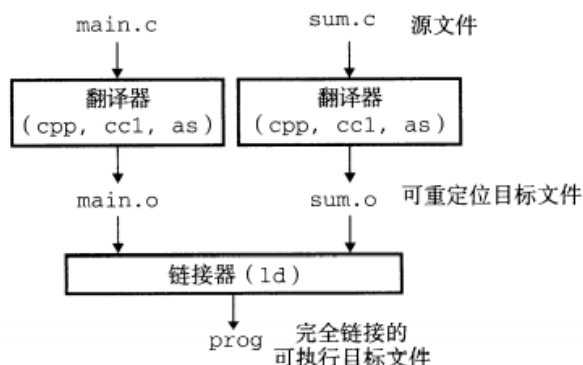 main.c sum.c 源文件
翻译器 翻译器
(cpp, cc1, as) (cpp, cc1, as)
main.o sum.o 可重定位目标文件
链接器(ld)
prog 完全链接的
可执行目标文件